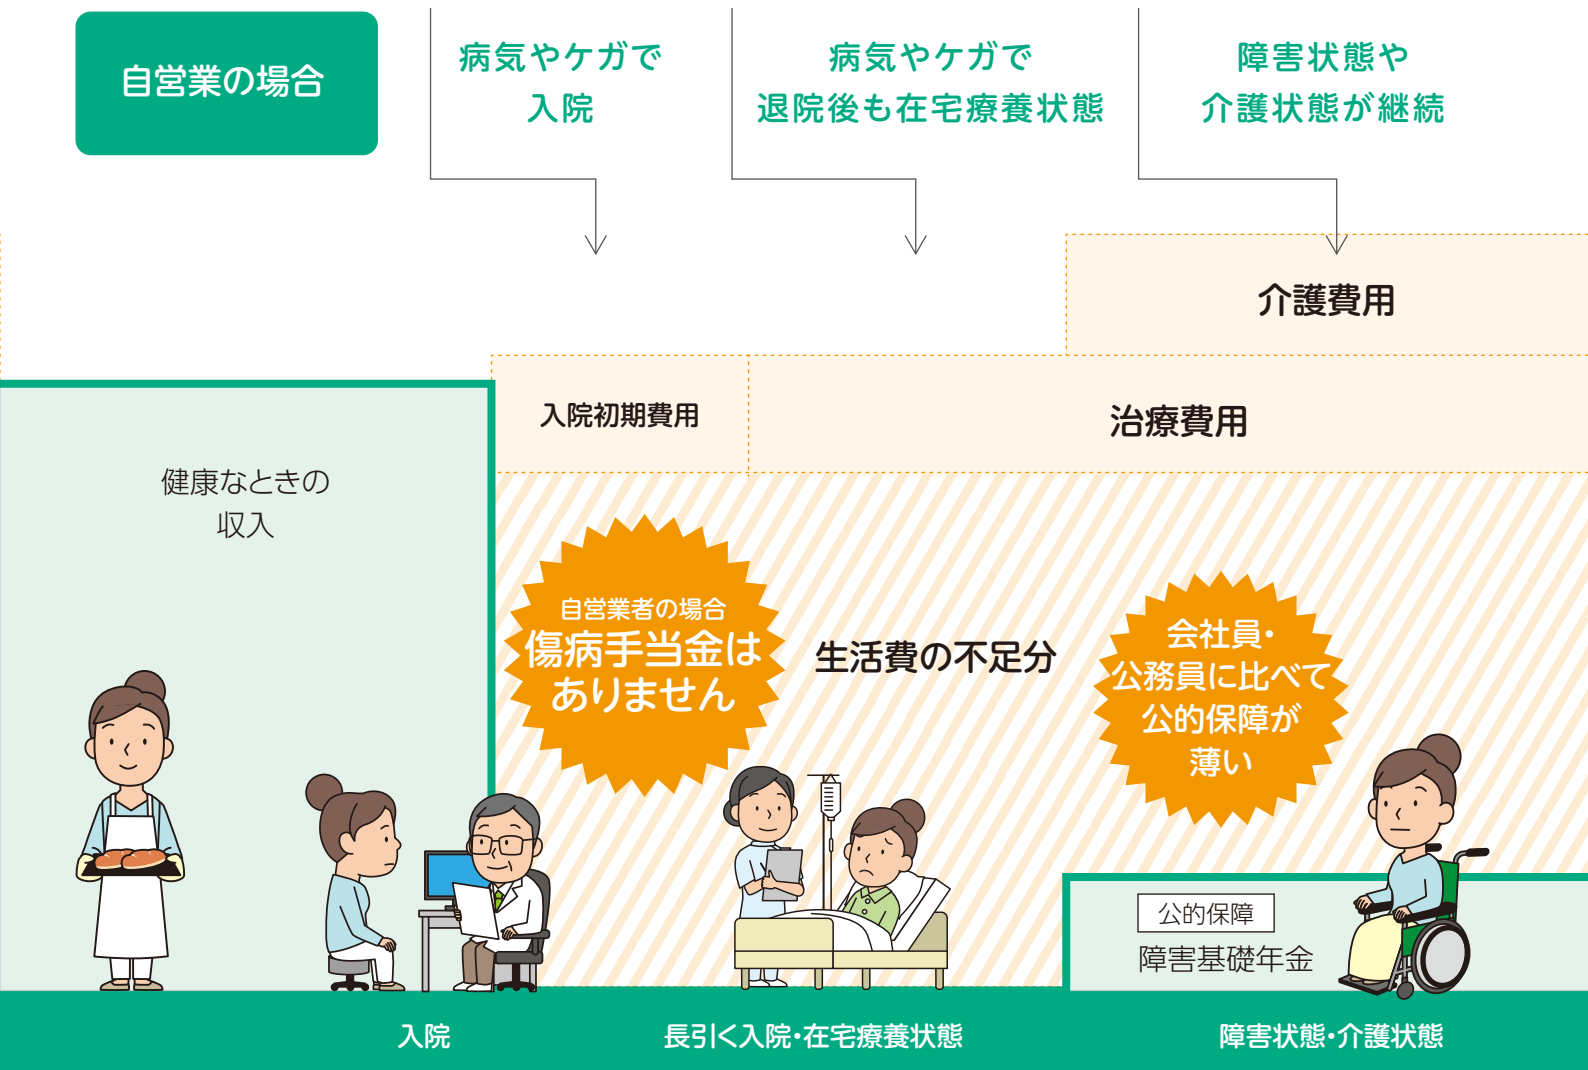 自営業の場合
病気やケガで
入院
病気やケガで
退院後も在宅療養状態
障害状態や
介護状態が継続
介護費用
入院初期費用
治療費用
健康なときの
収入
自営業者の場合
傷病手当金は
ありません
生活費の不足分
会社員・
公務員に比べて
公的保障が
薄い
公的保障
障害基礎年金
入院
長引く入院・在宅療養状態
障害状態・介護状態